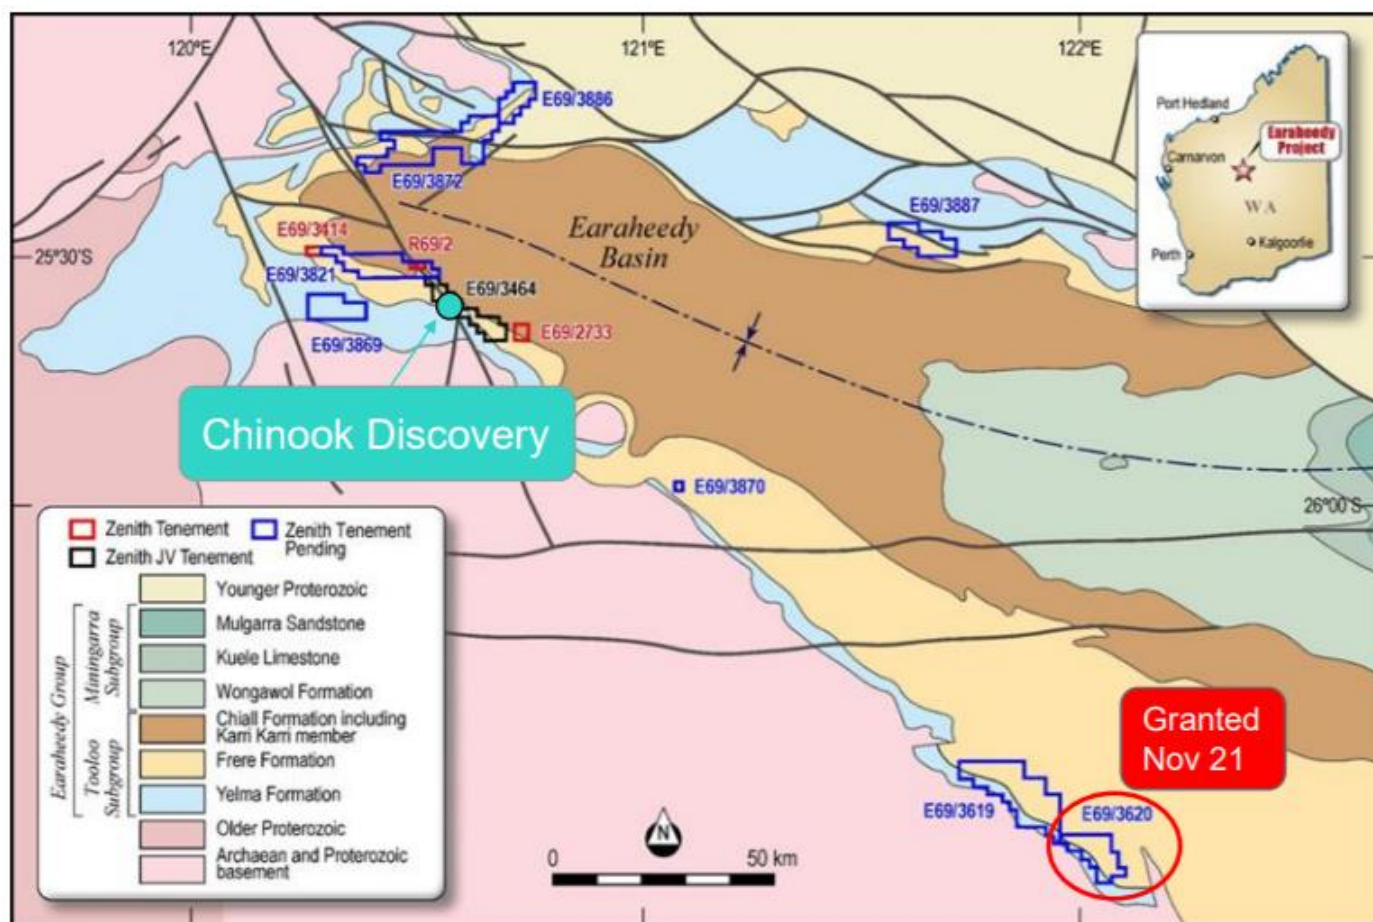 120°E
121°E
122°E
E69/3886
E69/3872
E69/3414
R69/2
25°30'S
E69/3821
E69/3464
E69/3869
E69/2733
E69/3887
Earaheedy
Basin
Port Hedland
Earaheedy
Project
Carnarvon
WA
Perth
Kalgoorlie
Chinook Discovery
E69/3870
26°00 S
Zenith Tenement
Zenith Tenement
Pending
Zenith JV Tenement
Younger Proterozoic
Mulgarra Sandstone
Kuele Limestone
Wongawol Formation
Chiall Formation including
Karri Karri member
Frere Formation
Yelma Formation
Older Proterozoic
Archaean and Proterozoic
basement
Earaheedy Group
Miningarra
Subgroup
Tooloo
Subgroup
N
0
50 km
Granted
Nov 21
E69/3619
E69/3620